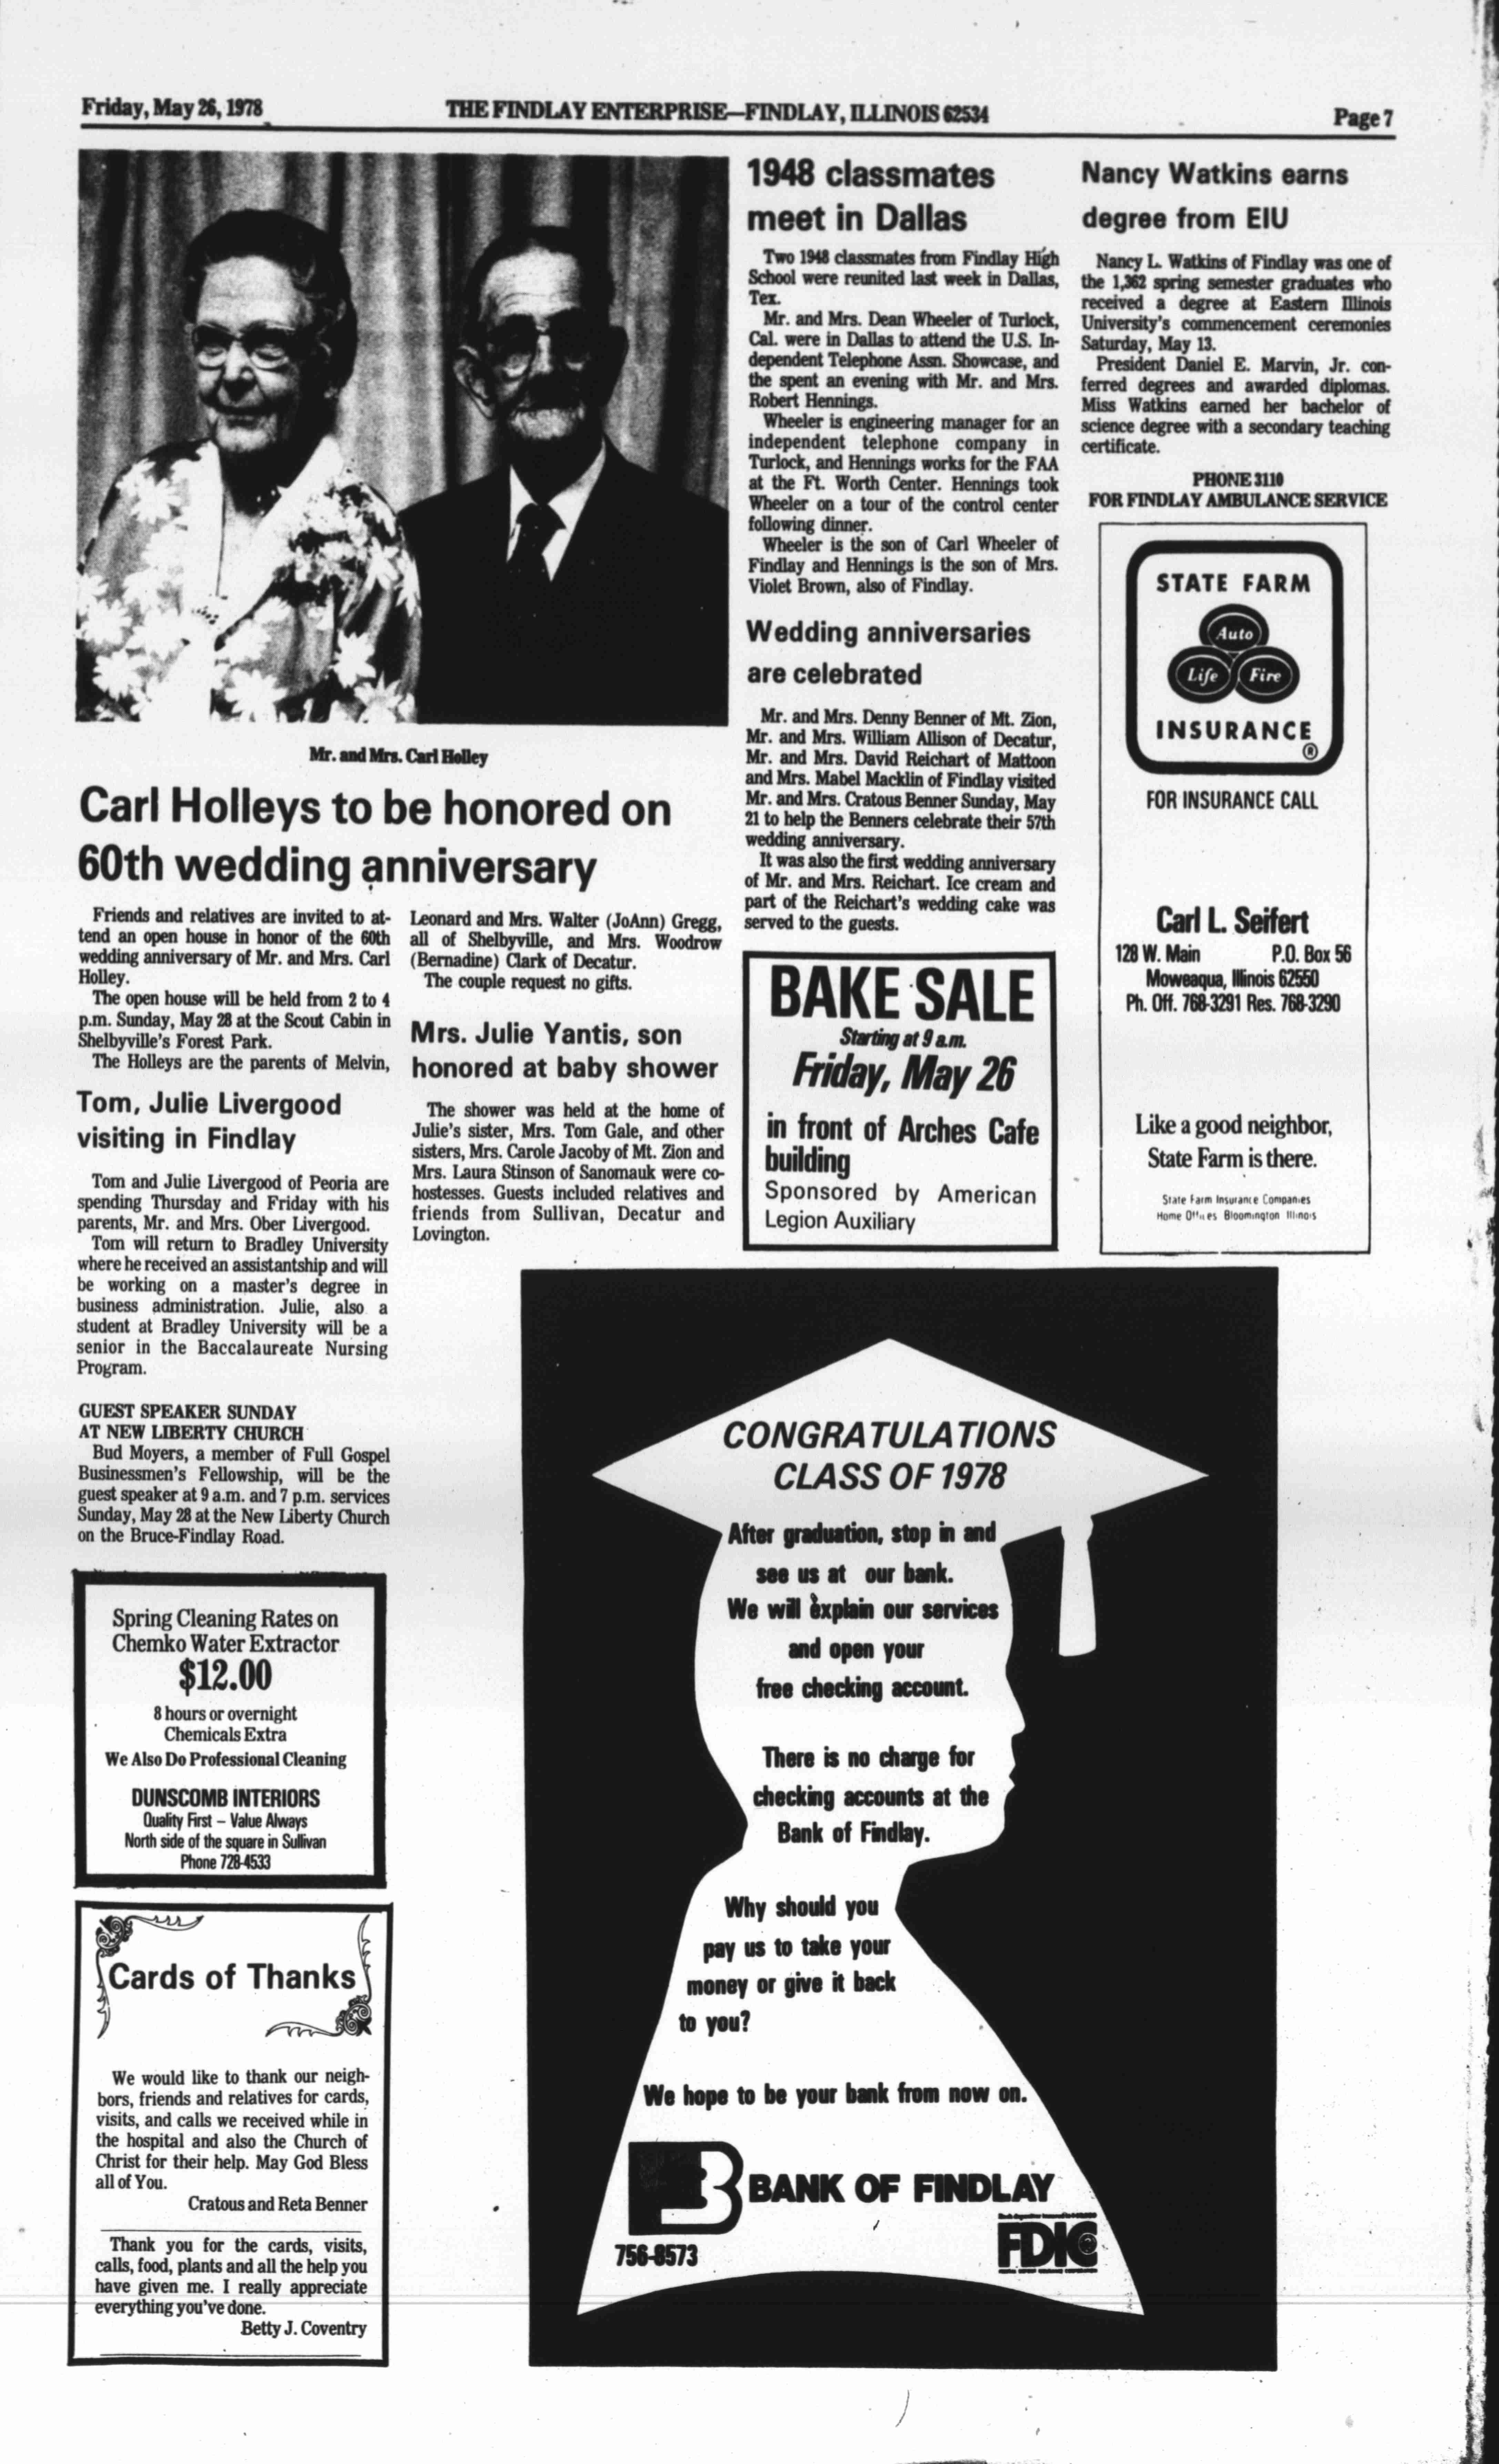 Friday, May 26, 1978
THE FINDLAY ENTERPRISE—FINDLAY, ILLINOIS 62534
Page 7
Mr. and Mrs. Carl Holley
Carl Holleys to be honored on
60th wedding anniversary
Friends and relatives are invited to at-
tend an open house in honor of the 60th
wedding anniversary of Mr. and Mrs. Carl
Holley.
The open house will be held from 2 to 4
p.m. Sunday, May 28 at the Scout Cabin in
Shelbyville's Forest Park.
The Holleys are the parents of Melvin,
Leonard and Mrs. Walter (JoAnn) Gregg,
all of Shelbyville, and Mrs. Woodrow
(Bernadine) Clark of Decatur.
The couple request no gifts.
Tom, Julie Livergood
visiting in Findlay
Tom and Julie Livergood of Peoria are
spending Thursday and Friday with his
parents, Mr. and Mrs. Ober Livergood.
Tom will return to Bradley University
where he received an assistantship and will
be working on a master's degree in
business administration. Julie, also a
student at Bradley University will be a
senior in the Baccalaureate Nursing
Program.
GUEST SPEAKER SUNDAY
AT NEW LIBERTY CHURCH
Bud Moyers, a member of Full Gospel
Businessmen's Fellowship, will be the
guest speaker at 9 a.m. and 7 p.m. services
Sunday, May 28 at the New Liberty Church
on the Bruce-Findlay Road.
Spring Cleaning Rates on
Chemko Water Extractor
$12.00
8 hours or overnight
Chemicals Extra
We Also Do Professional Cleaning
DUNSCOMB INTERIORS
Quality First – Value Always
North side of the square in Sullivan
Phone 728-4533
Cards of Thanks
We would like to thank our neigh-
bors, friends and relatives for cards,
visits, and calls we received while in
the hospital and also the Church of
Christ for their help. May God Bless
all of You.
Cratous and Reta Benner
Thank you for the cards, visits,
calls, food, plants and all the help you
have given me. I really appreciate
everything you've done.
Betty J. Coventry
Mrs. Julie Yantis, son
honored at baby shower
The shower was held at the home of
Julie's sister, Mrs. Tom Gale, and other
sisters, Mrs. Carole Jacoby of Mt. Zion and
Mrs. Laura Stinson of Sanomauk were co-
hostesses. Guests included relatives and
friends from Sullivan, Decatur and
Lovington.
1948 classmates
meet in Dallas
Two 1948 classmates from Findlay High
School were reunited last week in Dallas,
Tex.
Mr. and Mrs. Dean Wheeler of Turlock,
Cal. were in Dallas to attend the U.S. In-
dependent Telephone Assn. Showcase, and
the spent an evening with Mr. and Mrs.
Robert Hennings.
Wheeler is engineering manager for an
independent telephone company in
Turlock, and Hennings works for the FAA
at the Ft. Worth Center. Hennings took
Wheeler on a tour of the control center
following dinner.
Wheeler is the son of Carl Wheeler of
Findlay and Hennings is the son of Mrs.
Violet Brown, also of Findlay.
Wedding anniversaries
are celebrated
Mr. and Mrs. Denny Benner of Mt. Zion,
Mr. and Mrs. William Allison of Decatur,
Mr. and Mrs. David Reichart of Mattoon
and Mrs. Mabel Macklin of Findlay visited
Mr. and Mrs. Cratous Benner Sunday, May
21 to help the Benners celebrate their 57th
wedding anniversary.
It was also the first wedding anniversary
of Mr. and Mrs. Reichart. Ice cream and
part of the Reichart's wedding cake was
served to the guests.
BAKE SALE
Starting at 9 a.m.
Friday, May 26
in front of Arches Cafe
building
Sponsored by American
Legion Auxiliary
Nancy Watkins earns
degree from EIU
Nancy L. Watkins of Findlay was one of
the 1,362 spring semester graduates who
received a degree at Eastern Illinois
University's commencement ceremonies
Saturday, May 13.
President Daniel E. Marvin, Jr. con-
ferred degrees and awarded diplomas.
Miss Watkins earned her bachelor of
science degree with a secondary teaching
certificate.
PHONE 3110
FOR FINDLAY AMBULANCE SERVICE
STATE FARM
Auto
Life Fire
INSURANCE
®
FOR INSURANCE CALL
Carl L. Seifert
128 W. Main P.O. Box 56
Moweaqua, Illinois 62550
Ph. Off. 768-3291 Res. 768-3290
Like a good neighbor,
State Farm is there.
State Farm Insurance Companies
Home Offices Bloomington Illinois
CONGRATULATIONS
CLASS OF 1978
After graduation, stop in and
see us at our bank.
We will explain our services
and open your
free checking account.
There is no charge for
checking accounts at the
Bank of Findlay.
Why should you
pay us to take your
money or give it back
to you?
We hope to be your bank from now on.
BANK OF FINDLAY
756-8573
FDIC